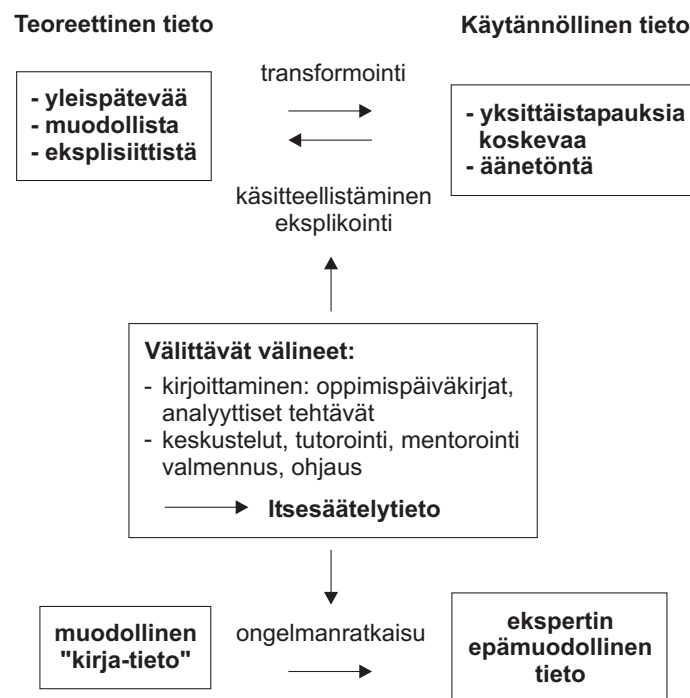 Teoreettinen tieto
Käytännöllinen tieto
- yleispätevää
- muodollista
- eksplisiittistä
transformointi
- yksittäistapauksia
koskevaa
- äänetöntä
käsitteellistäminen
eksplikointi
Välittävät välineet:
- kirjoittaminen: oppimispäiväkirjat,
analyyttiset tehtävät
- keskustelut, tutorointi, mentorointi
valmennus, ohjaus
Itsesäätelytieto
muodollinen
"kirja-tieto"
ongelmanratkaisu
ekspertin
epämuodollinen
tieto